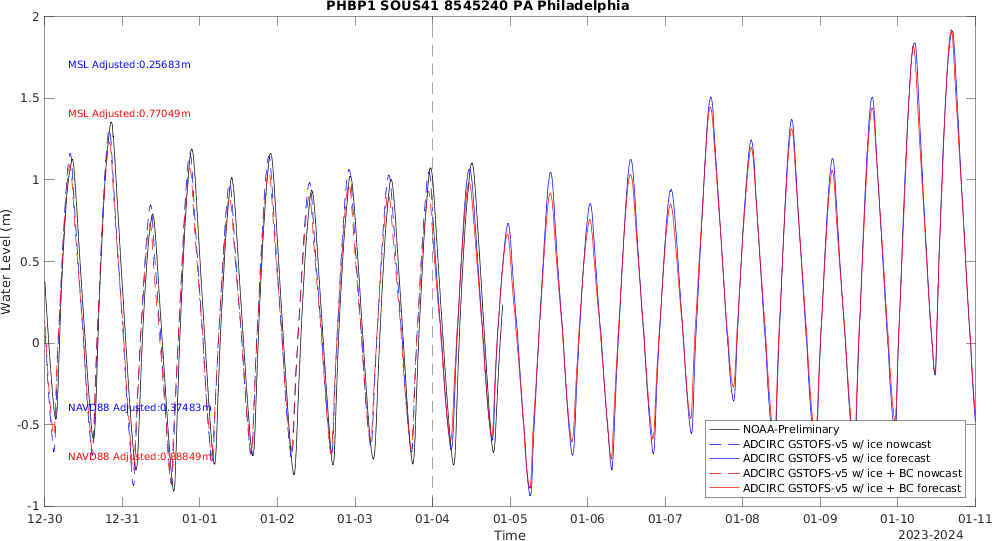 PHBP1 SOUS41 8545240 PA Philadelphia
2
1.5
1
0.5
0
-0.5
-1
Water Level (m)
MSL Adjusted:0.25683m
MSL Adjusted:0.77049m
NAVD88 Adjusted:0.37483m
NAVD88 Adjusted:0.88849m
NOAA-Preliminary
ADCIRC GSTOFS-v5 w/ ice nowcast
ADCIRC GSTOFS-v5 w/ ice forecast
ADCIRC GSTOFS-v5 w/ ice + BC nowcast
ADCIRC GSTOFS-v5 w/ ice + BC forecast
12-30 12-31 01-01 01-02 01-03 01-04 01-05 01-06 01-07 01-08 01-09 01-10 01-11
Time
2023-2024